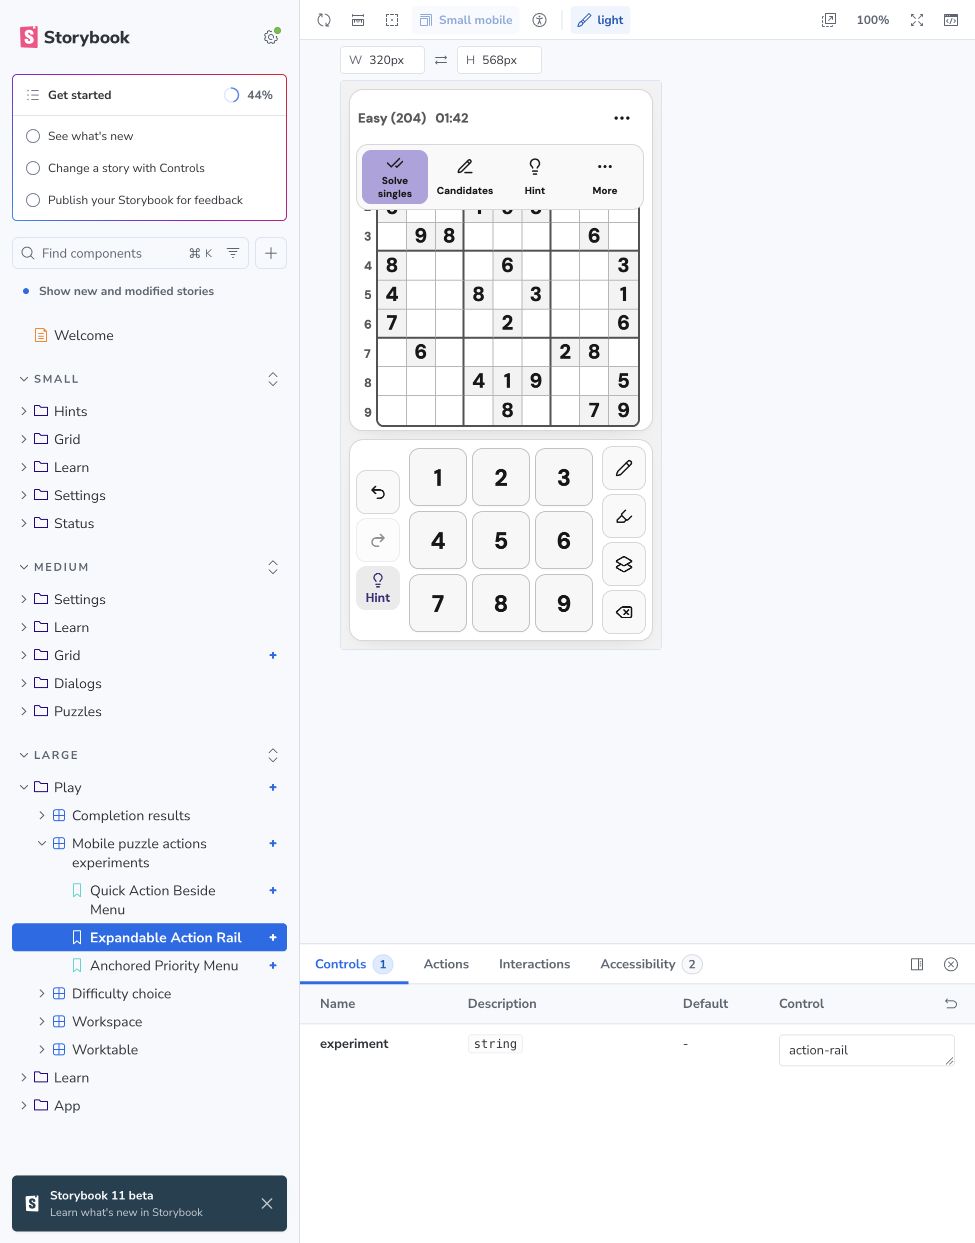 Storybook
Get started
44%
See what's new
Change a story with Controls
Publish your Storybook for feedback
Find components
⌘ K
Show new and modified stories
Welcome
SMALL
Hints
Grid
Learn
Settings
Status
MEDIUM
Settings
Learn
Grid
Dialogs
Puzzles
LARGE
Play
Completion results
Mobile puzzle actions
experiments
Quick Action Beside
Menu
Expandable Action Rail
Anchored Priority Menu
Difficulty choice
Workspace
Worktable
Learn
App
Storybook 11 beta
Learn what's new in Storybook
Small mobile
light
100%
W 320px
H 568px
Easy (204) 01:42
Solve
singles
Candidates
Hint
More
3 9 8 6
4 8 6 3
5 4 8 3 1
6 7 2 6
7 6 2 8
8 4 1 9 5
9 8 7 9
1 2 3
4 5 6
Hint
7 8 9
Controls 1
Actions
Interactions
Accessibility 2
Name Description Default Control
experiment string - action-rail